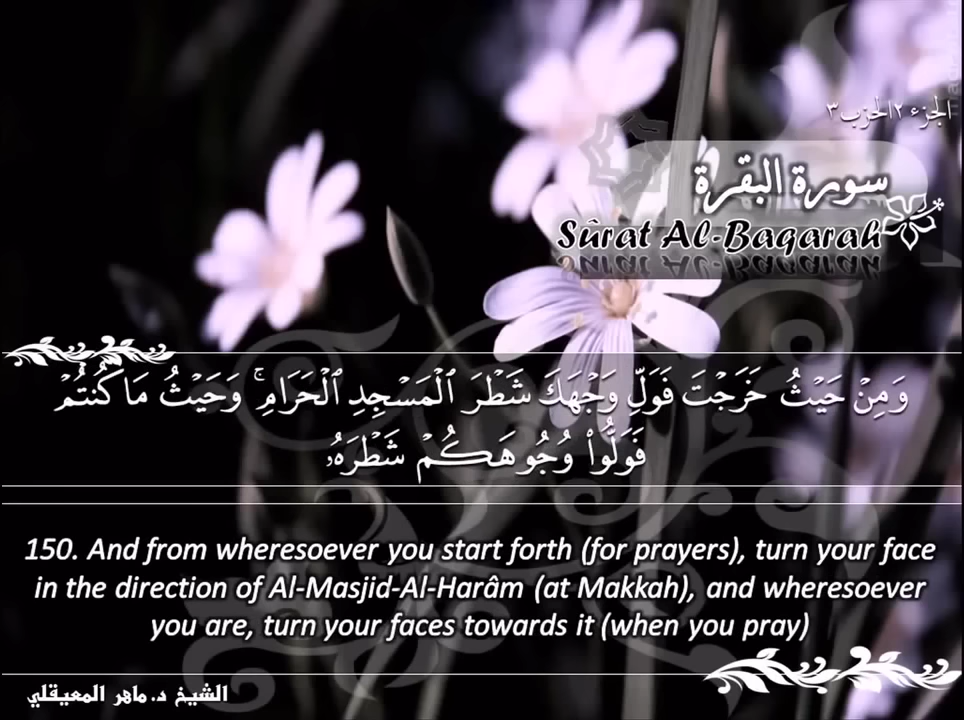 الجزء ٢ الحزب ٣
سورة البقرة
Sûrat Al-Baqarah
وَمِنْ حَيْثُ خَرَجْتَ فَوَلِّ وَجْهَكَ شَطْرَ ٱلْمَسْجِدِ ٱلْحَرَامِ ۚ وَحَيْثُ مَا كُنتُمْ
فَوَلُّوا۟ وُجُوهَكُمْ شَطْرَهُۥ
150. And from wheresoever you start forth (for prayers), turn your face
in the direction of Al-Masjid-Al-Harâm (at Makkah), and wheresoever
you are, turn your faces towards it (when you pray)
الشيخ د. ماهر المعيقلي